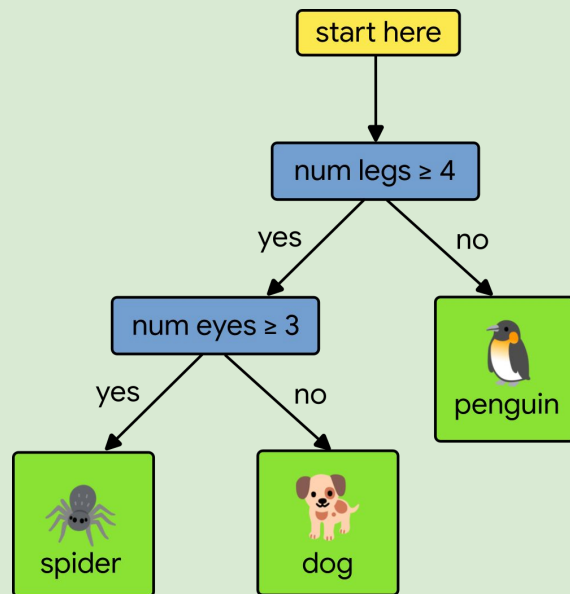 start here
num legs ≥ 4
yes
no
num eyes ≥ 3
penguin
yes
no
spider
dog